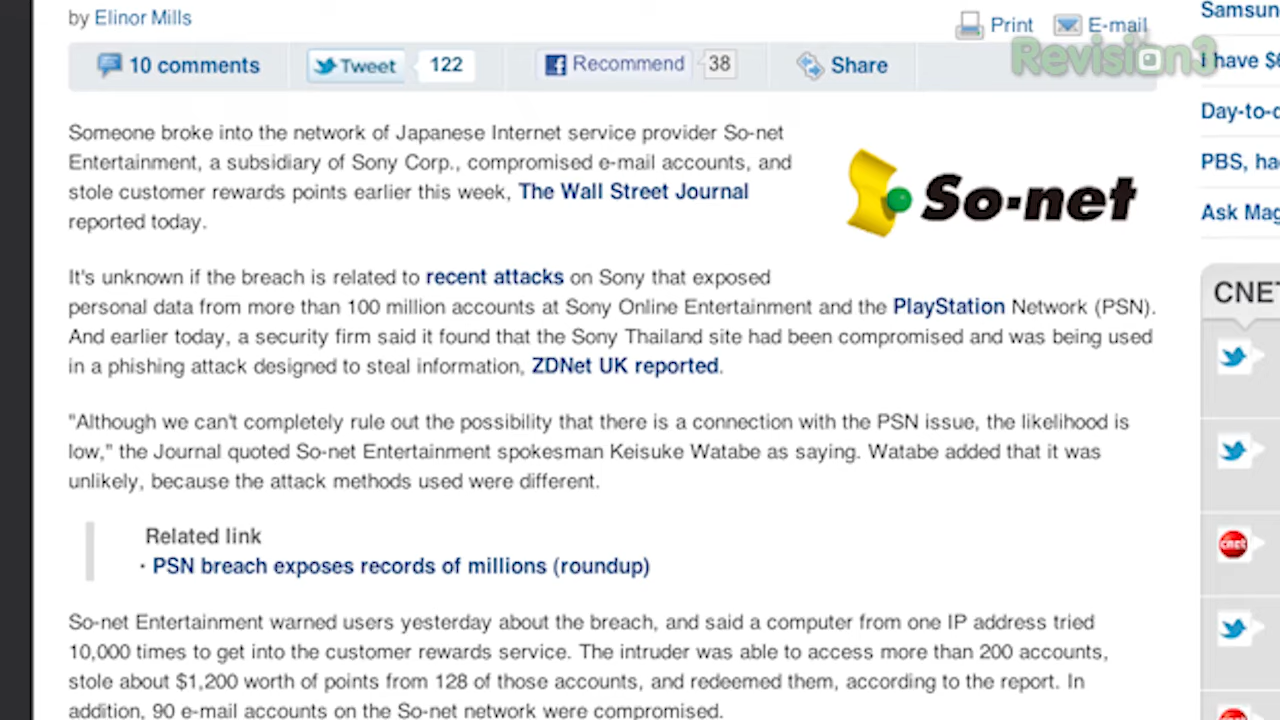 by Elinor Mills
Print E-mail
10 comments Tweet 122 Recommend 38 Share
Revision3
Someone broke into the network of Japanese Internet service provider So-net
Entertainment, a subsidiary of Sony Corp., compromised e-mail accounts, and
stole customer rewards points earlier this week, The Wall Street Journal
reported today.
So-net
It's unknown if the breach is related to recent attacks on Sony that exposed
personal data from more than 100 million accounts at Sony Online Entertainment and the PlayStation Network (PSN).
And earlier today, a security firm said it found that the Sony Thailand site had been compromised and was being used
in a phishing attack designed to steal information, ZDNet UK reported.
"Although we can't completely rule out the possibility that there is a connection with the PSN issue, the likelihood is
low," the Journal quoted So-net Entertainment spokesman Keisuke Watabe as saying. Watabe added that it was
unlikely, because the attack methods used were different.
Related link
· PSN breach exposes records of millions (roundup)
So-net Entertainment warned users yesterday about the breach, and said a computer from one IP address tried
10,000 times to get into the customer rewards service. The intruder was able to access more than 200 accounts,
stole about $1,200 worth of points from 128 of those accounts, and redeemed them, according to the report. In
addition, 90 e-mail accounts on the So-net network were compromised.
Samsun
I have $6
Day-to-d
PBS, ha
Ask Mag
CNET
cnet